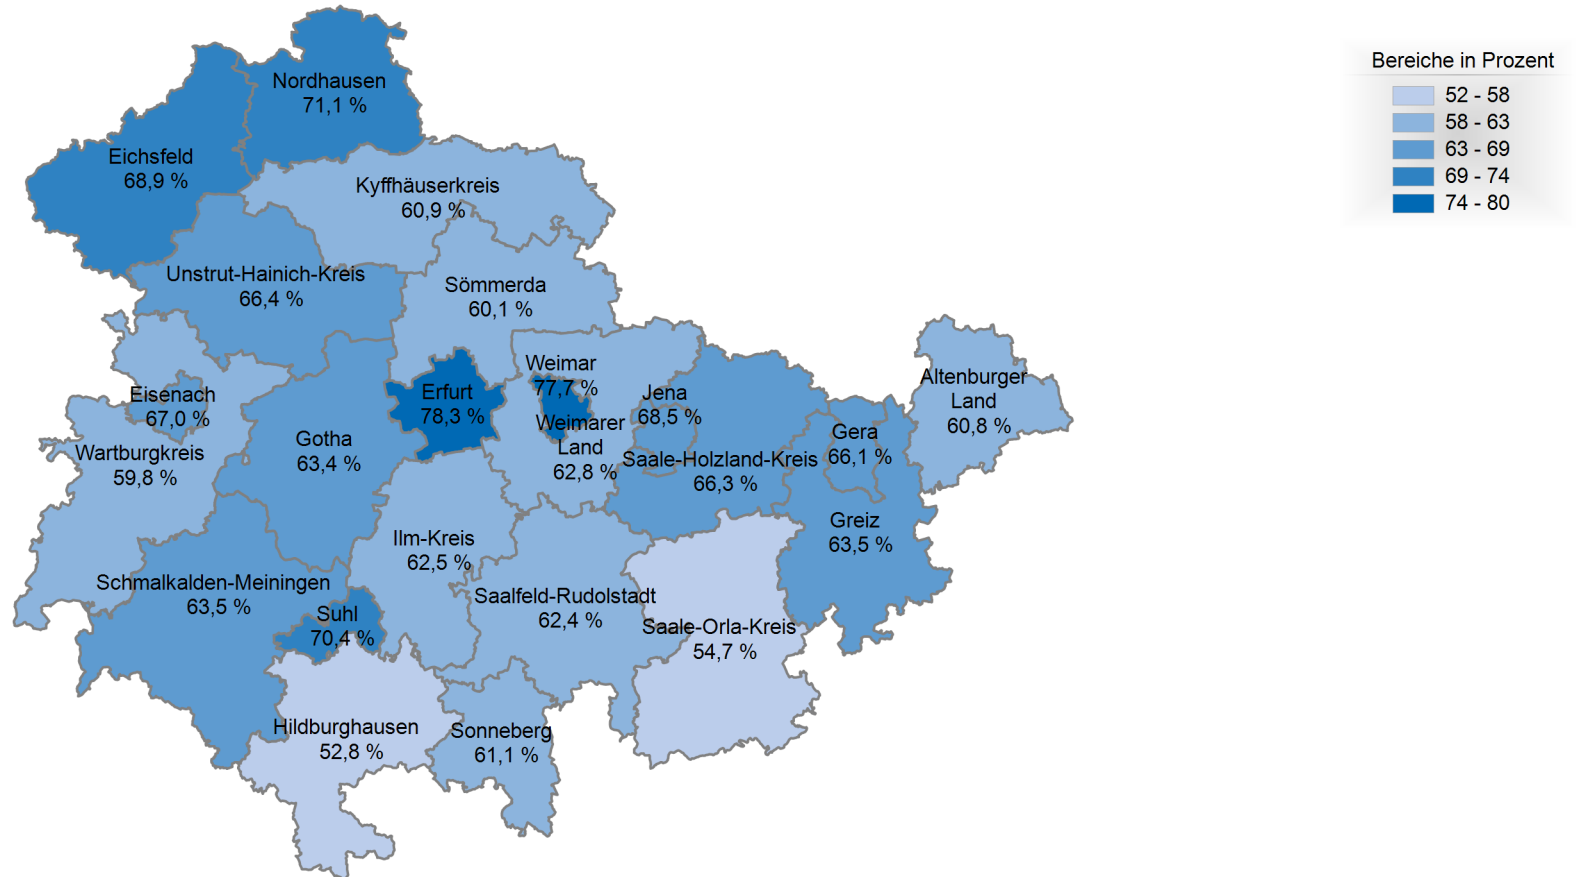 Bereiche in Prozent
52 - 58
58 - 63
63 - 69
69 - 74
74 - 80
Nordhausen
71,1 %
Eichsfeld
68,9 %
Kyffhäuserkreis
60,9 %
Unstrut-Hainich-Kreis
66,4 %
Sömmerda
60,1 %
Weimar
77,7 %
Erfurt
78,3 %
Eisenach
67,0 %
Jena
68,5 %
Altenburger
Land
60,8 %
Weimarer
Land
62,8 %
Gotha
63,4 %
Wartburgkreis
59,8 %
Gera
66,1 %
Saale-Holzland-Kreis
66,3 %
Greiz
63,5 %
Ilm-Kreis
62,5 %
Schmalkalden-Meiningen
63,5 %
Saalfeld-Rudolstadt
62,4 %
Suhl
70,4 %
Saale-Orla-Kreis
54,7 %
Hildburghausen
52,8 %
Sonneberg
61,1 %